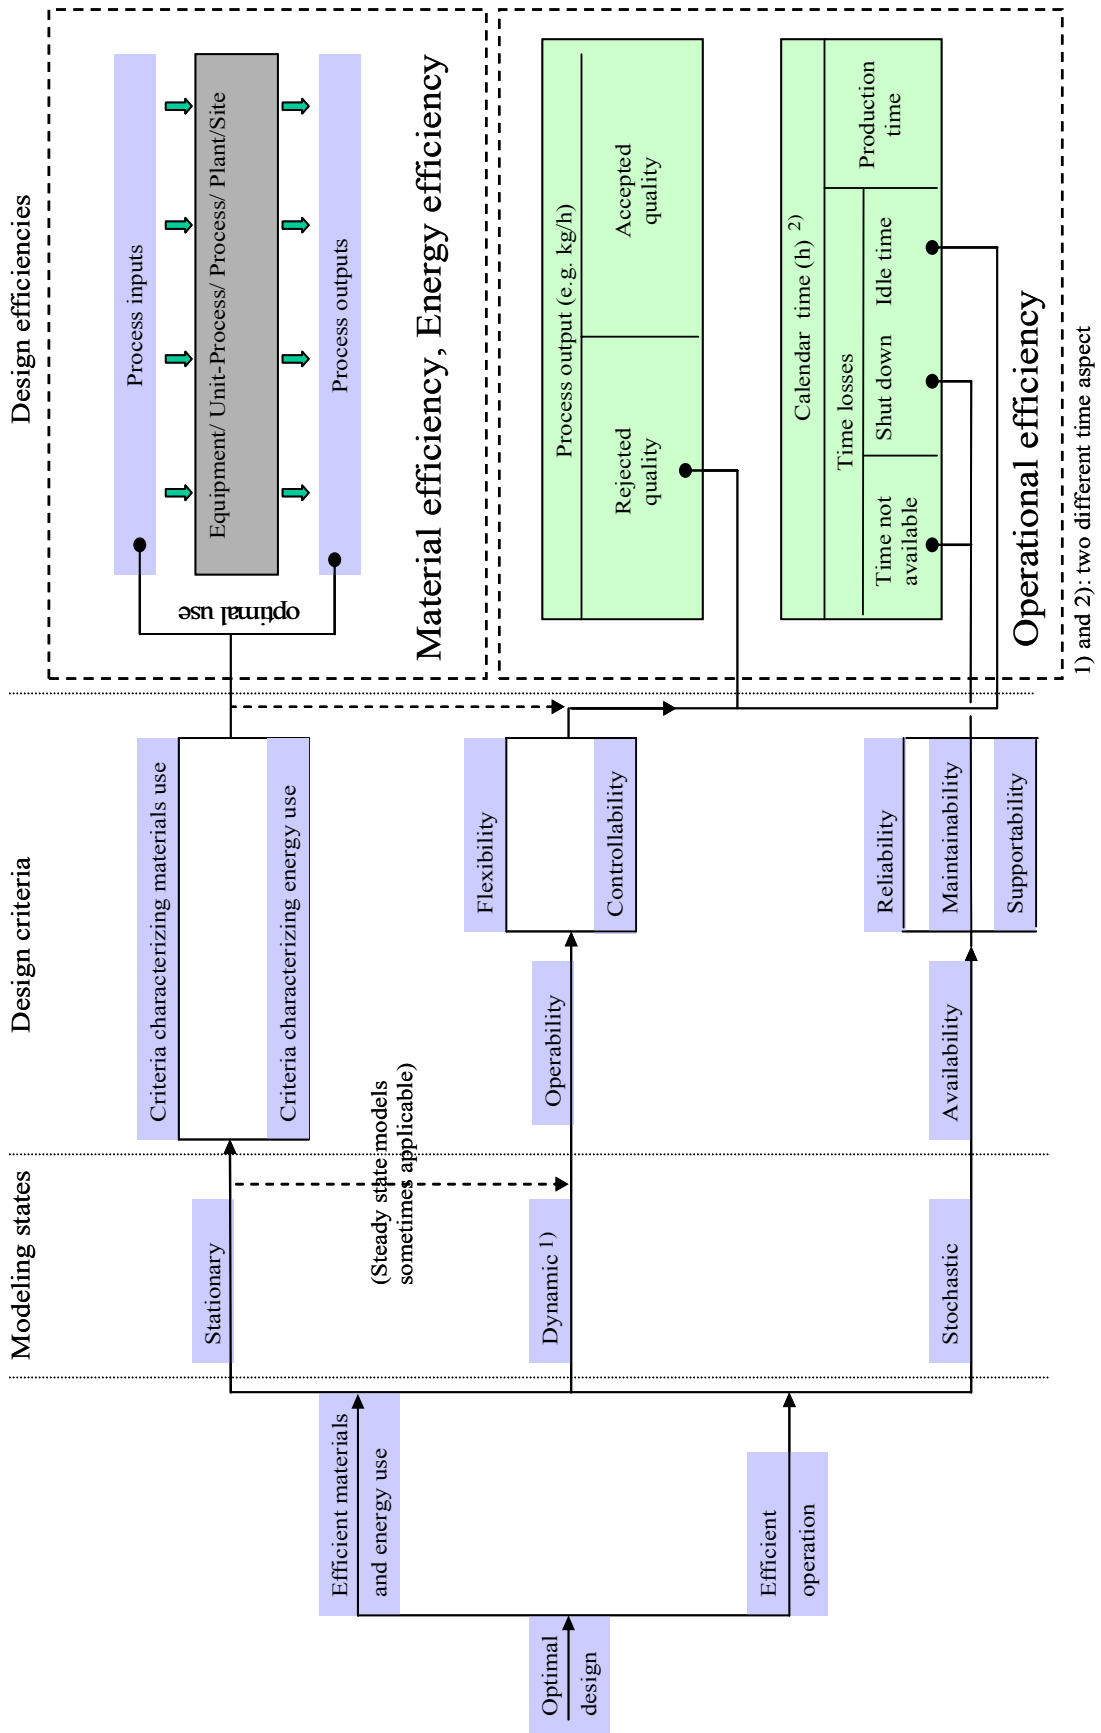 Modeling states
Design criteria
Design efficiencies
Optimal
design
Efficient materials
and energy use
Efficient
operation
Stationary
(Steady state models
sometimes applicable)
Dynamic 1)
Stochastic
Criteria characterizing materials use
Criteria characterizing energy use
Operability
Flexibility
Controllability
Availability
Reliability
Maintainability
Supportability
optimal use
Process inputs
Equipment/ Unit-Process/ Process/ Plant/Site
Process outputs
Material efficiency, Energy efficiency
Process output (e.g. kg/h)
Rejected
quality
Accepted
quality
Calendar time (h) 2)
Time losses
Production
time
Time not
available
Shut down
Idle time
Operational efficiency
1) and 2): two different time aspect